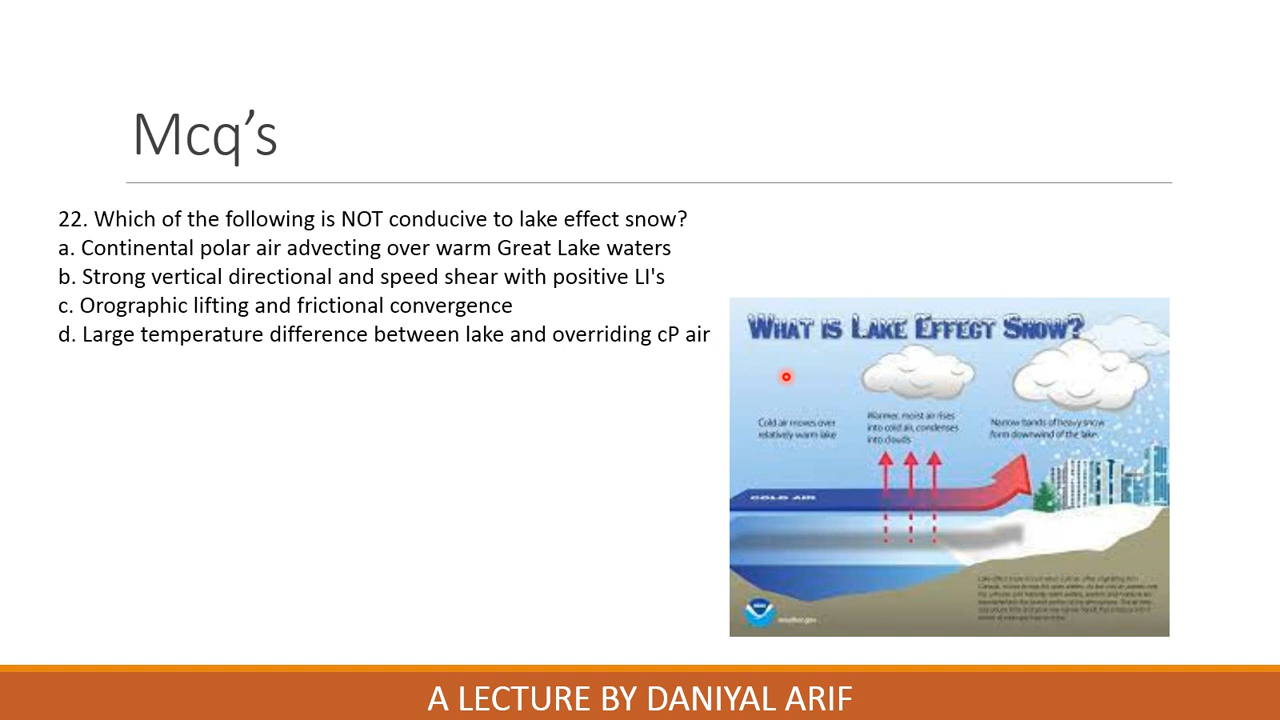 Mcq’s
22. Which of the following is NOT conducive to lake effect snow?
a. Continental polar air advecting over warm Great Lake waters
b. Strong vertical directional and speed shear with positive LI's
c. Orographic lifting and frictional convergence
d. Large temperature difference between lake and overriding cP air
WHAT IS LAKE EFFECT SNOW?
Cold air moves over
relatively warm lake
Warmer, moist air rises
into cold air, condenses
into clouds
Narrow bands of heavy snow
form downwind of the lake.
COLD AIR
weather.gov
A LECTURE BY DANIYAL ARIF